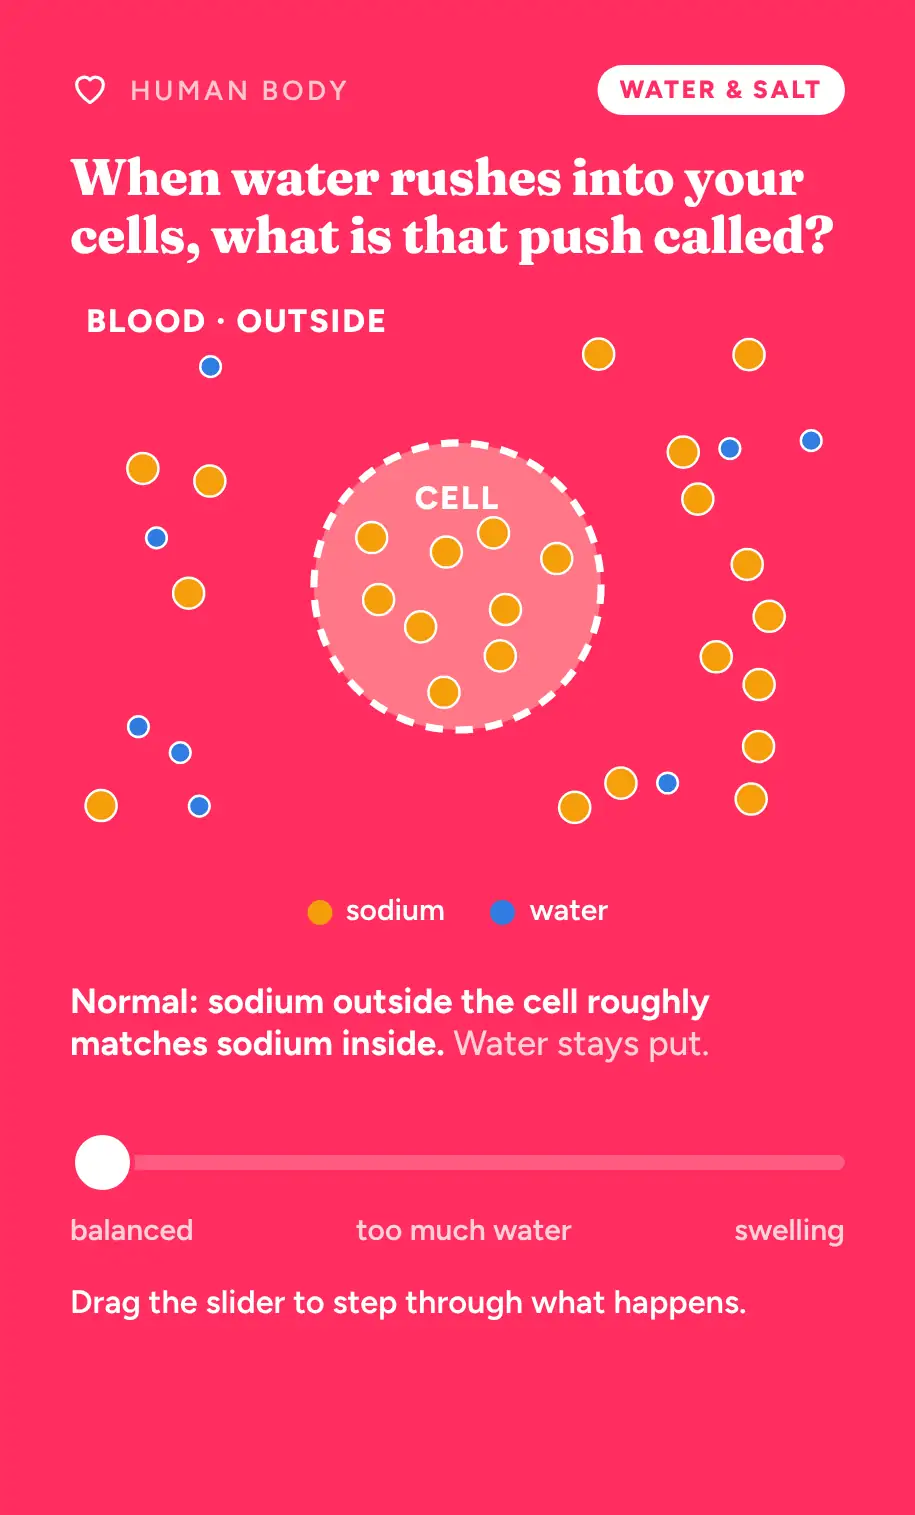 HUMAN BODY
WATER & SALT
When water rushes into your
cells, what is that push called?
BLOOD · OUTSIDE
CELL
sodium
water
Normal: sodium outside the cell roughly
matches sodium inside. Water stays put.
balanced
too much water
swelling
Drag the slider to step through what happens.